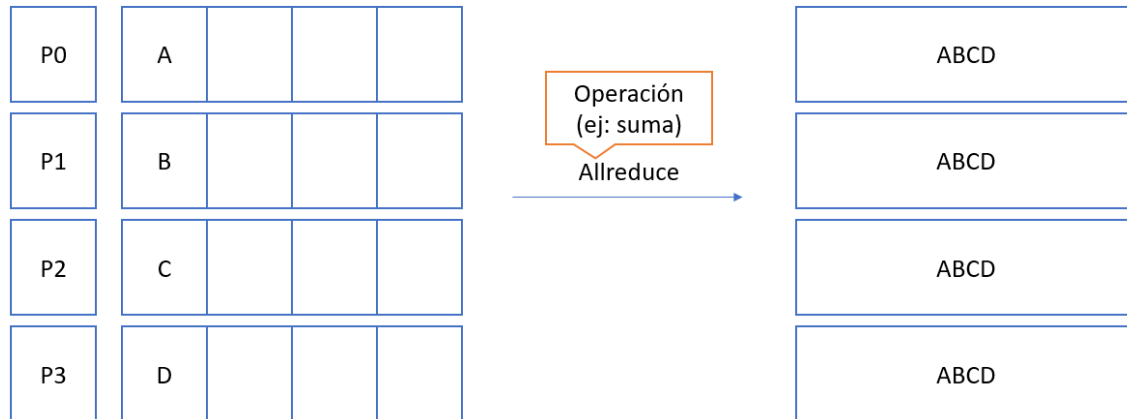 P0 A ABCD
Operación
(ej: suma)
P1 B ABCD
Allreduce
P2 C ABCD
P3 D ABCD